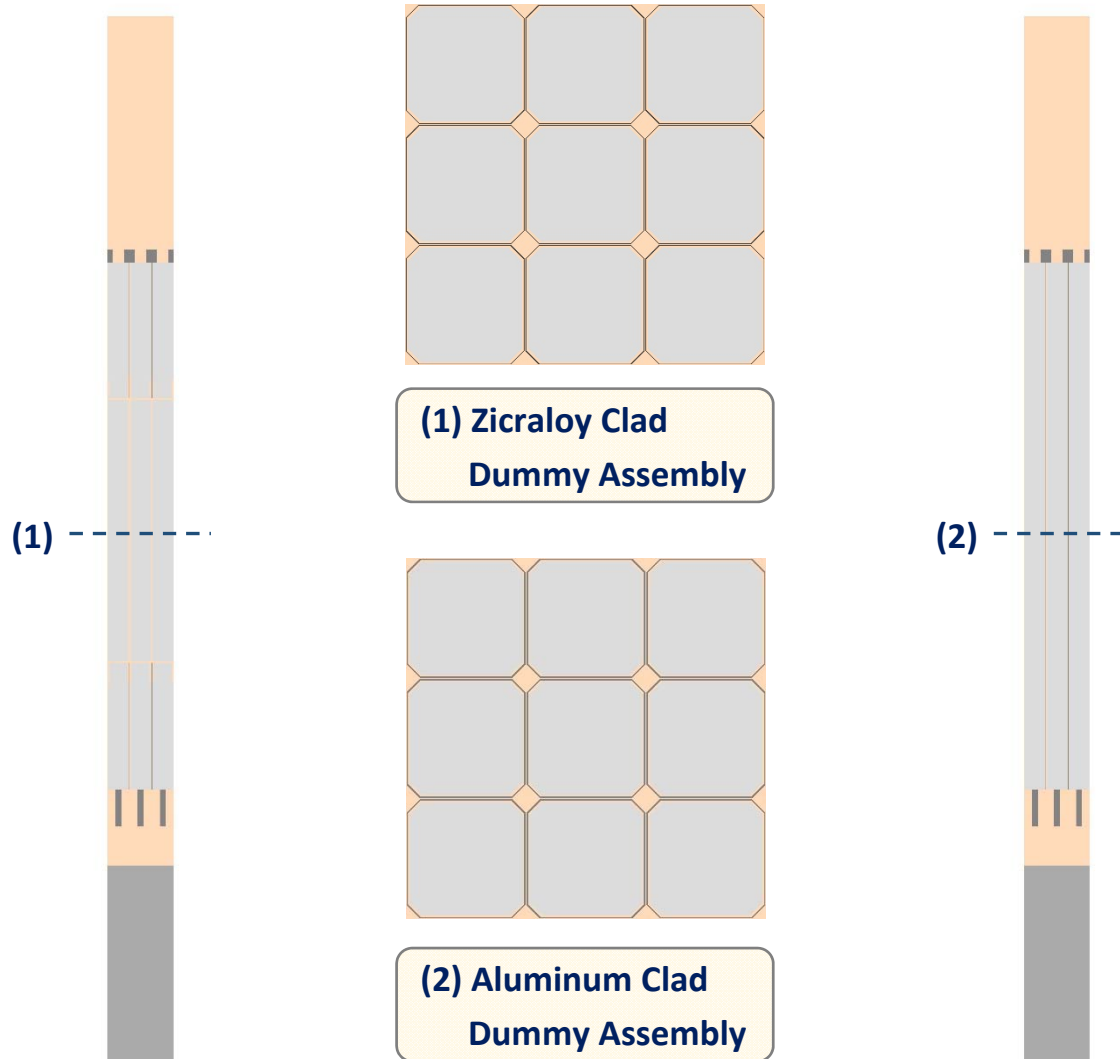 (1) Zicraloy Clad
Dummy Assembly
(1)
(2)
(2) Aluminum Clad
Dummy Assembly